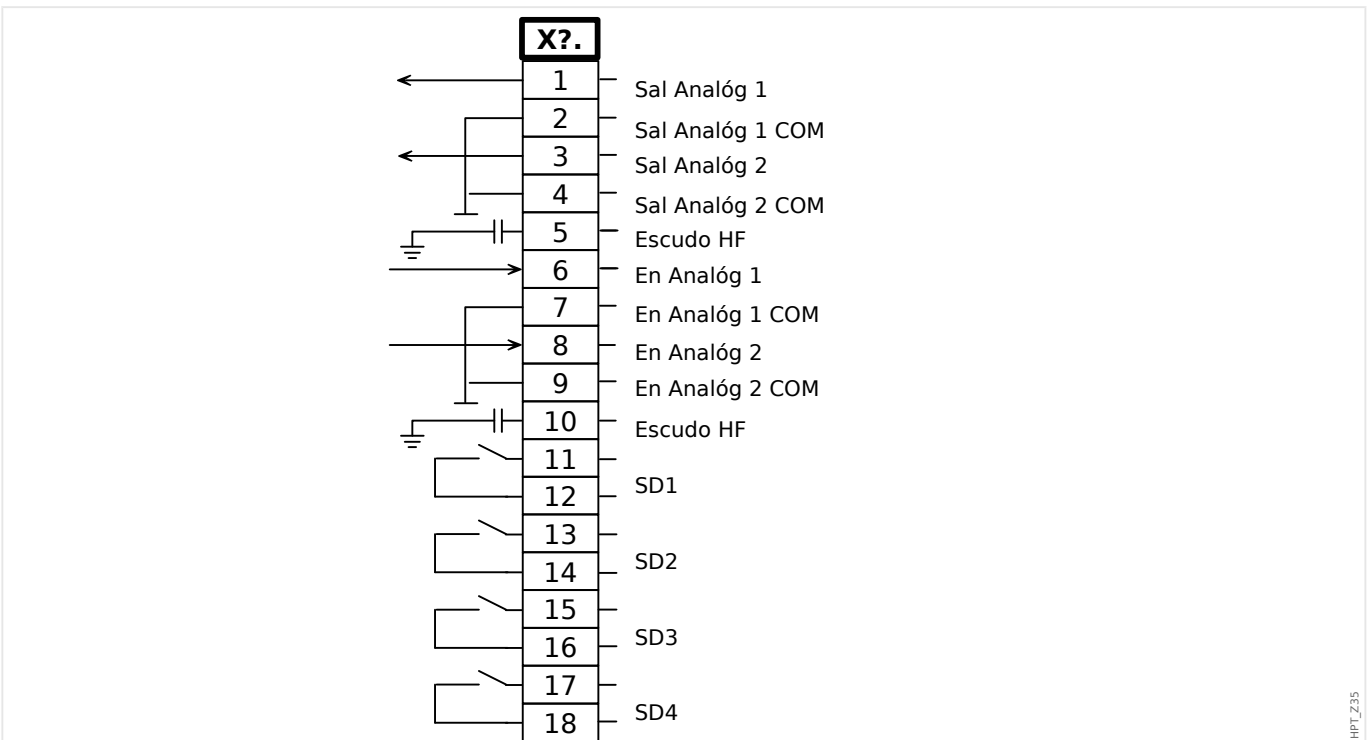 X?.
1 Sal Analóg 1
2 Sal Analóg 1 COM
3 Sal Analóg 2
4 Sal Analóg 2 COM
5 Escudo HF
6 En Analóg 1
7 En Analóg 1 COM
8 En Analóg 2
9 En Analóg 2 COM
10 Escudo HF
11
SD1
12
13
SD2
14
15
SD3
16
17
SD4
18
HPT_Z35